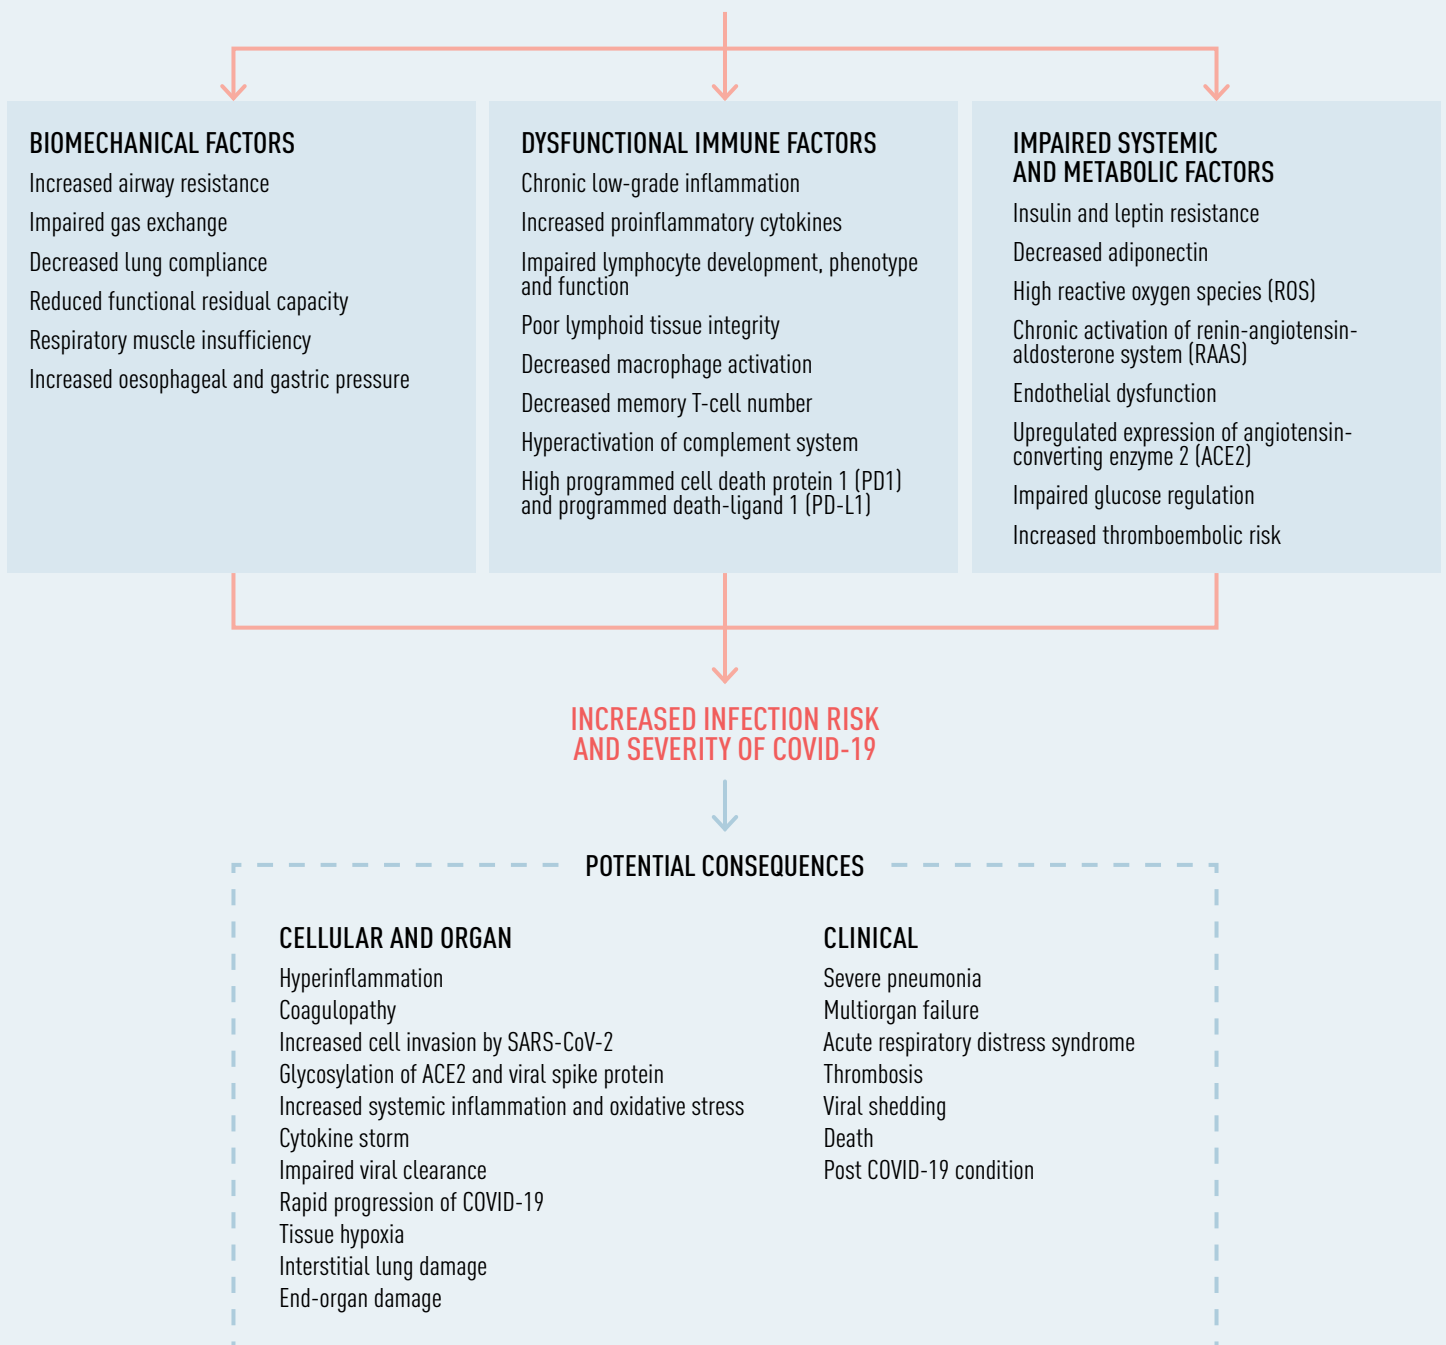 BIOMECHANICAL FACTORS
Increased airway resistance
Impaired gas exchange
Decreased lung compliance
Reduced functional residual capacity
Respiratory muscle insufficiency
Increased oesophageal and gastric pressure
DYSFUNCTIONAL IMMUNE FACTORS
Chronic low-grade inflammation
Increased proinflammatory cytokines
Impaired lymphocyte development, phenotype
and function
Poor lymphoid tissue integrity
Decreased macrophage activation
Decreased memory T-cell number
Hyperactivation of complement system
High programmed cell death protein 1 (PD1)
and programmed death-ligand 1 (PD-L1)
IMPAIRED SYSTEMIC
AND METABOLIC FACTORS
Insulin and leptin resistance
Decreased adiponectin
High reactive oxygen species (ROS)
Chronic activation of renin-angiotensin-
aldosterone system (RAAS)
Endothelial dysfunction
Upregulated expression of angiotensin-
converting enzyme 2 (ACE2)
Impaired glucose regulation
Increased thromboembolic risk
INCREASED INFECTION RISK
AND SEVERITY OF COVID-19
POTENTIAL CONSEQUENCES
CELLULAR AND ORGAN
Hyperinflammation
Coagulopathy
Increased cell invasion by SARS-CoV-2
Glycosylation of ACE2 and viral spike protein
Increased systemic inflammation and oxidative stress
Cytokine storm
Impaired viral clearance
Rapid progression of COVID-19
Tissue hypoxia
Interstitial lung damage
End-organ damage
CLINICAL
Severe pneumonia
Multiorgan failure
Acute respiratory distress syndrome
Thrombosis
Viral shedding
Death
Post COVID-19 condition